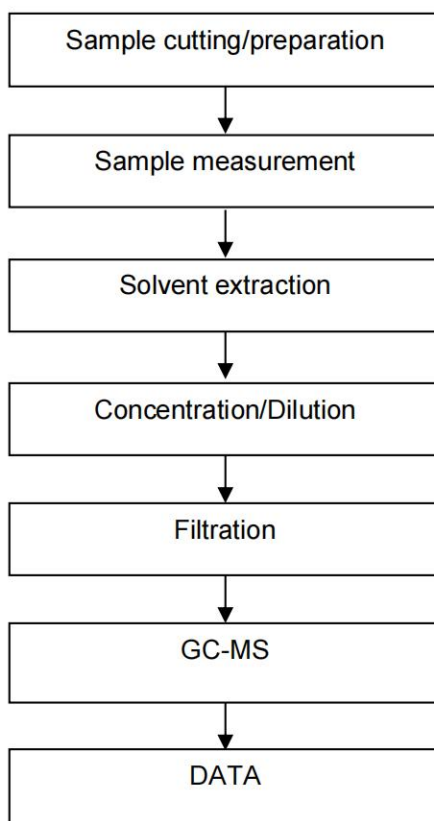 Sample cutting/preparation
Sample measurement
Solvent extraction
Concentration/Dilution
Filtration
GC-MS
DATA